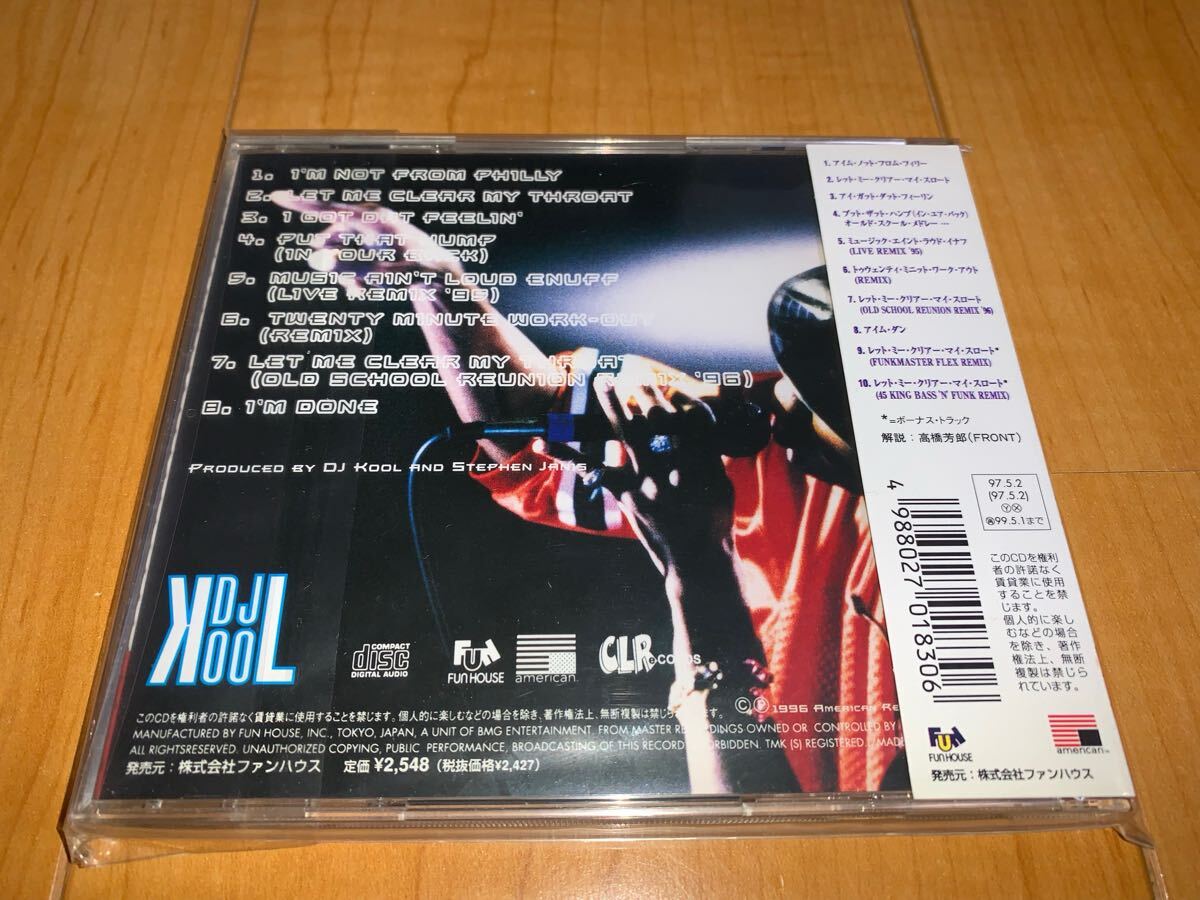 1. I'M NOT FROM PHILLY
2. LET ME CLEAR MY THROAT
3. I GOT DAT FEELIN'
4. PUT THAT HUMP
(IN YOUR BACK)
5. MUSIC AIN'T LOUD ENUFF
(LIVE REMIX '95)
6. TWENTY MINUTE WORK-OUT
(REMIX)
7. LET ME CLEAR MY THROAT
(OLD SCHOOL REUNION REMIX '96)
8. I'M DONE
PRODUCED BY DJ KOOL AND STEPHEN JANIS
DJ
KOOL
COMPACT
disc
DIGITAL AUDIO
FUN
FUN HOUSE
american.
CLRecords
©Ⓟ1996 AMERICAN RE
このCDを権利者の許諾なく賃貸業に使用することを禁じます。個人的に楽しむなどの場合を除き、著作権法上、無断複製は禁じられています。
MANUFACTURED BY FUN HOUSE, INC., TOKYO, JAPAN, A UNIT OF BMG ENTERTAINMENT. FROM MASTER RECORDINGS OWNED OR CONTROLLED BY
ALL RIGHTSRESERVED. UNAUTHORIZED COPYING, PUBLIC PERFORMANCE, BROADCASTING OF THIS RECORD FORBIDDEN. TMK (S) REGISTERED. MADE
発売元：株式会社ファンハウス 定価 ¥2,548 (税抜価格¥2,427)
1. アイム・ノット・フロム・フィリー
2. レット・ミー・クリアー・マイ・スロート
3. アイ・ガット・ダット・フィーリン
4. プット・ザット・ハンプ (イン・ユア・バック)
オールド・スクール・メドレー …
5. ミュージック・エイント・ラウド・イナフ
(LIVE REMIX '95)
6. トゥウェンティ・ミニット・ワーク・アウト
(REMIX)
7. レット・ミー・クリアー・マイ・スロート
(OLD SCHOOL REUNION REMIX '96)
8. アイム・ダン
9. レット・ミー・クリアー・マイ・スロート*
(FUNKMASTER FLEX REMIX)
10. レット・ミー・クリアー・マイ・スロート*
(45 KING BASS 'N' FUNK REMIX)
*=ボーナス・トラック
解説：高橋芳郎(FRONT)
97.5.2
(97.5.2)
Ⓨ Ⓧ
99.5.1まで
4 988027 018306
このCDを権利
者の許諾なく
賃貸業に使用
することを禁
じます。
個人的に楽し
むなどの場合
を除き、著作
権法上、無断
複製は禁じら
れています。
FUN
FUN HOUSE
american
発売元：株式会社ファンハウス